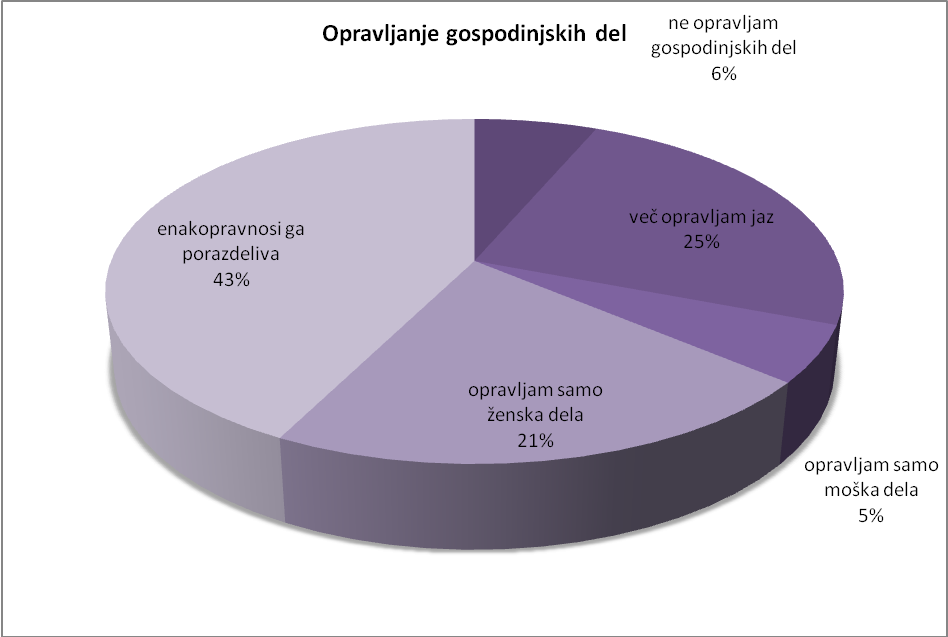 Opravljanje gospodinjskih del
ne opravljam
gospodinjskih del
6%
več opravljam jaz
25%
opravljam samo
moška dela
5%
opravljam samo
ženska dela
21%
enakopravnosi ga
porazdeliva
43%